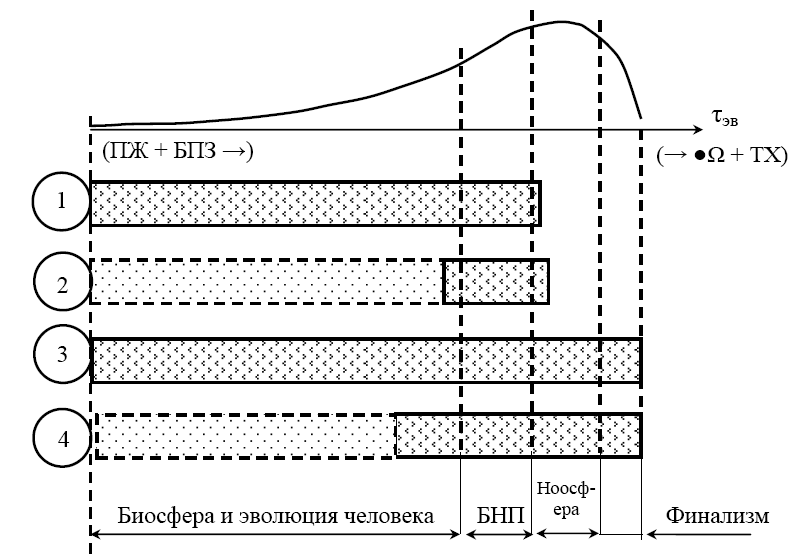 τэв
(ПЖ + БПЗ →)
(→ ●Ω + ТХ)
1
2
3
4
Биосфера и эволюция человека
БНП
Ноосф-
ера
Финализм